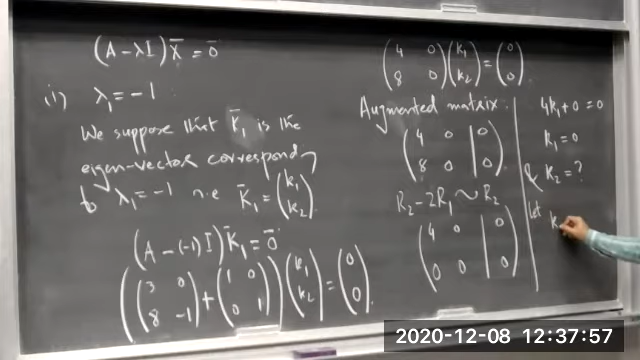 (A-λI)X̄ = 0̄
(i) λ₁ = -1
We suppose that K̄₁ is the
eigen-vector correspond
to λ₁ = -1 i.e K̄₁ = (k₁ k₂)
(A-(-1)I)K̄₁ = 0̄
((3 0 8 -1) + (1 0 0 1))(k₁ k₂) = (0 0).
(4 0 8 0)(k₁ k₂) = (0 0).
Augmented matrix:
(4 0 | 0
8 0 | 0)
R₂-2R₁ ~ R₂
(4 0 | 0
0 0 | 0)
4k₁+0 = 0
k₁ = 0
& k₂ = ?
let k
2020-12-08 12:37:57